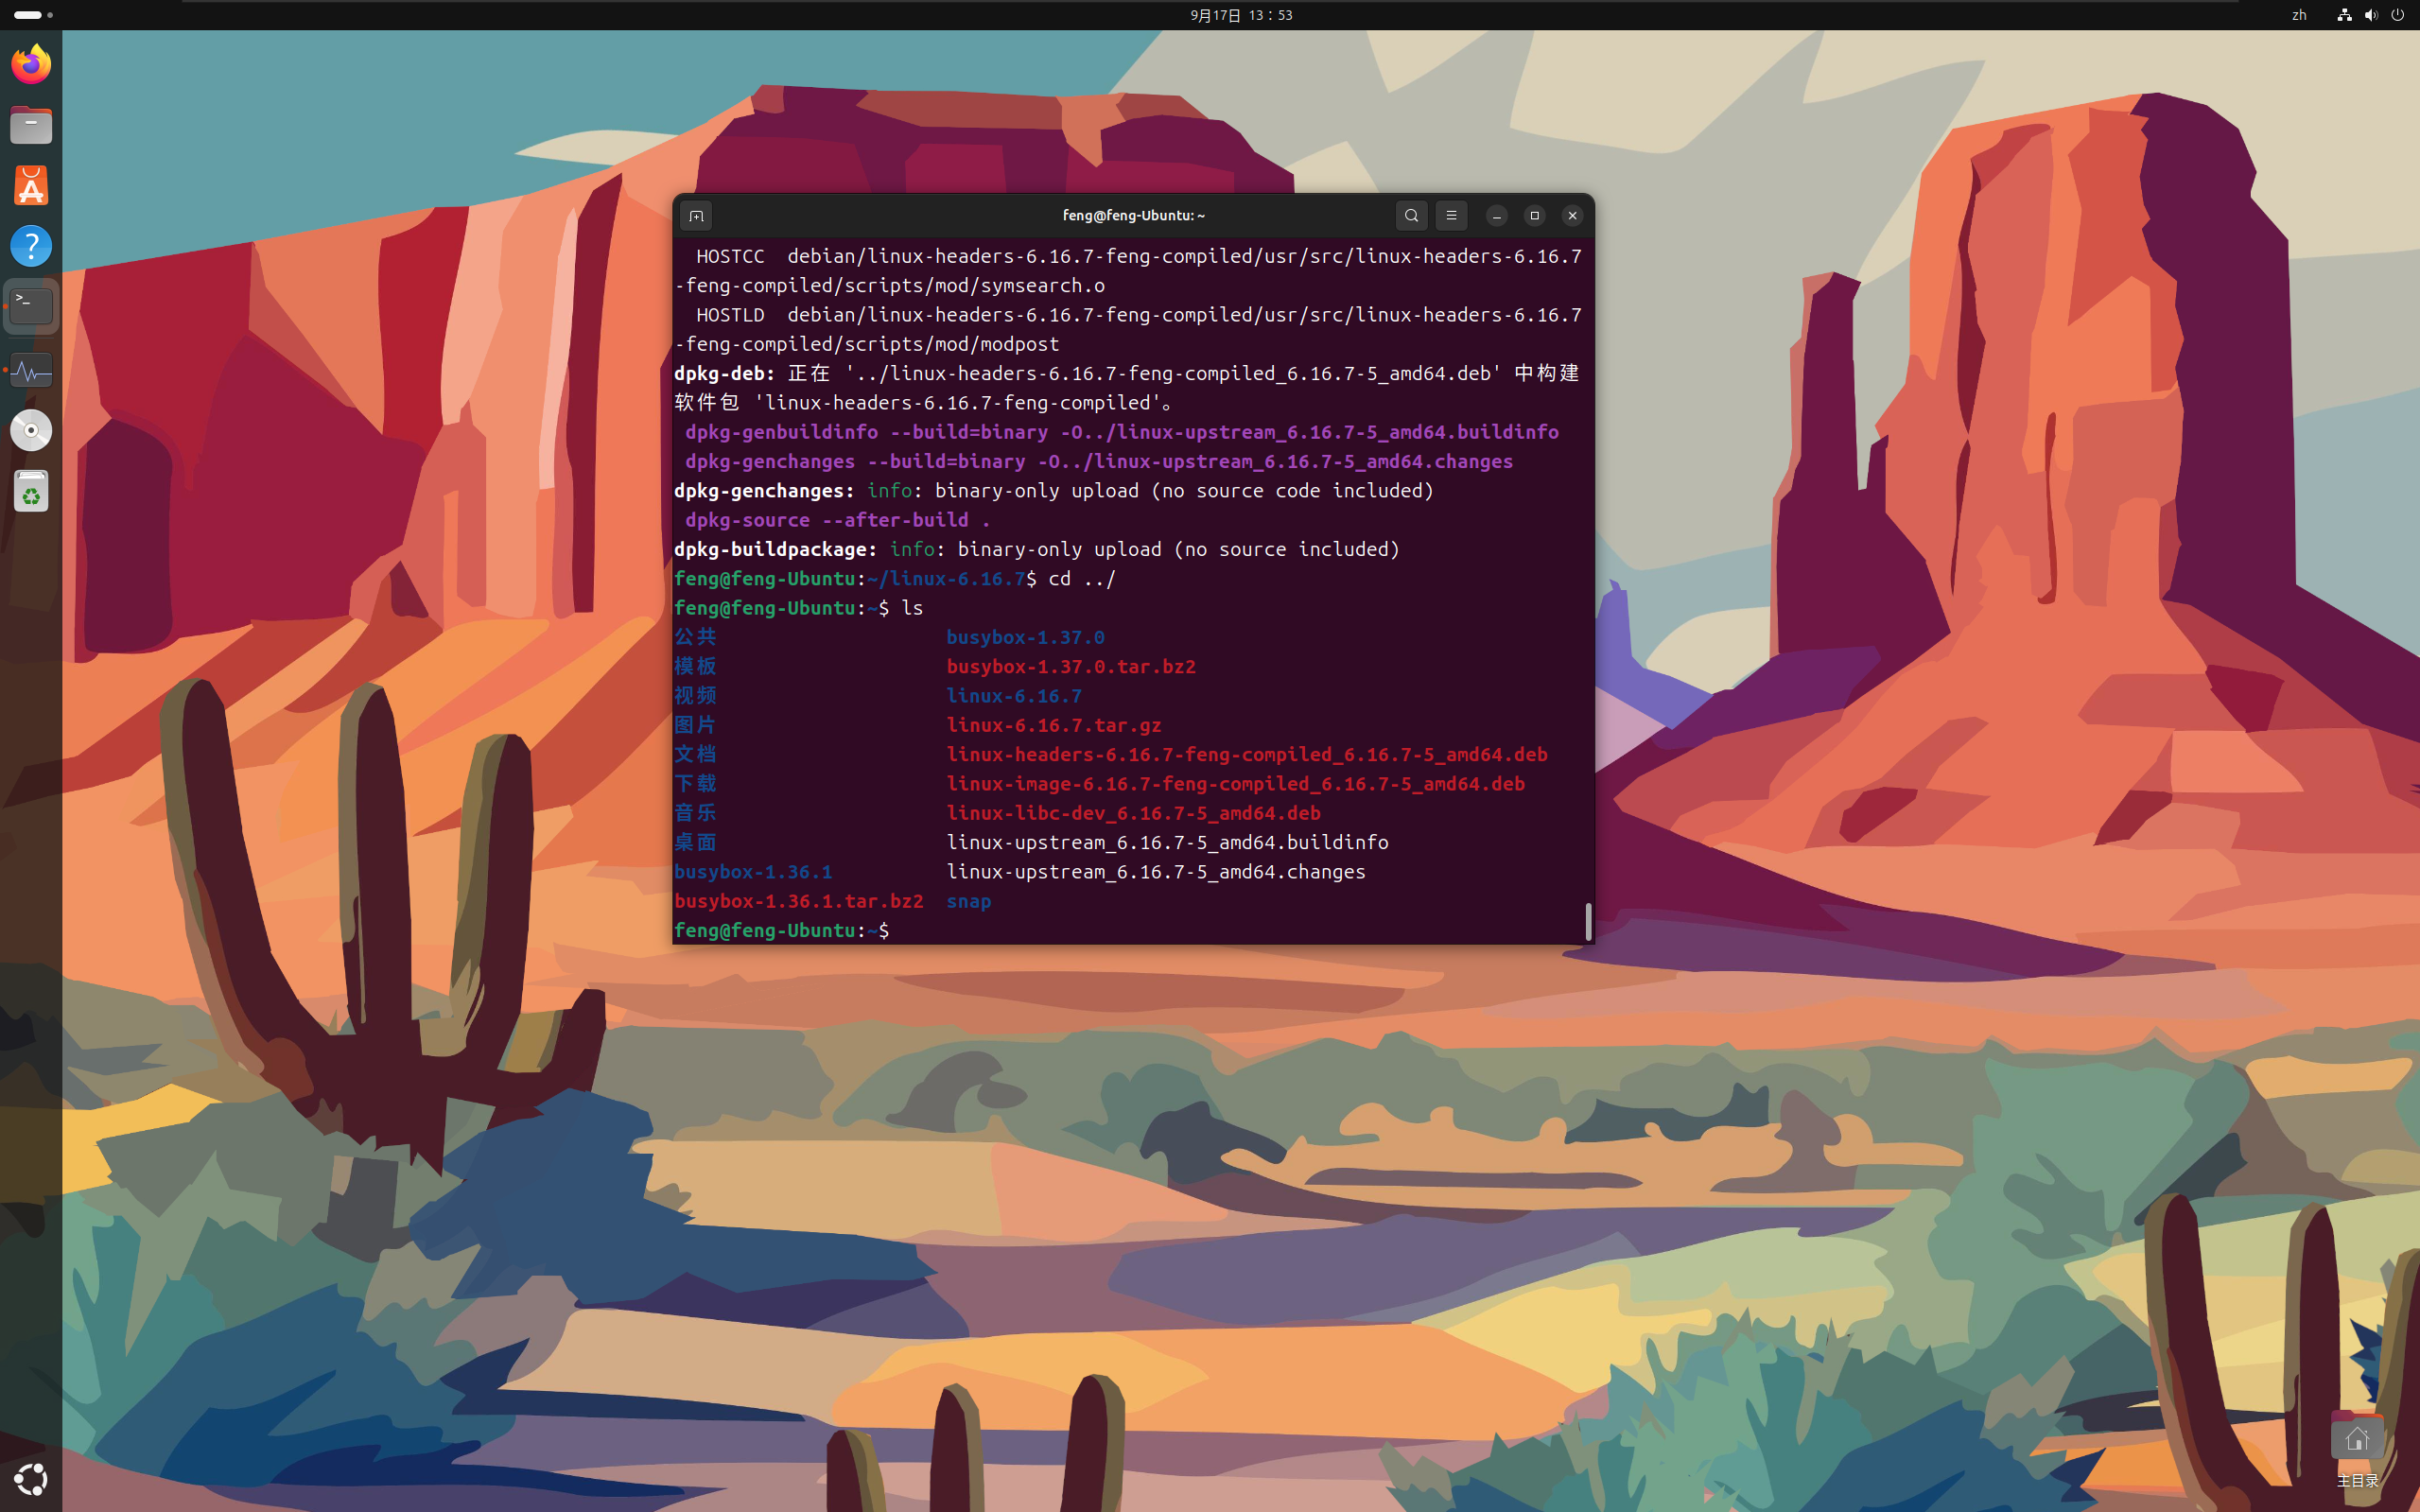 9月17日 13：53
zh
feng@feng-Ubuntu: ~
HOSTCC  debian/linux-headers-6.16.7-feng-compiled/usr/src/linux-headers-6.16.7
-feng-compiled/scripts/mod/symsearch.o
HOSTLD  debian/linux-headers-6.16.7-feng-compiled/usr/src/linux-headers-6.16.7
-feng-compiled/scripts/mod/modpost
dpkg-deb: 正在 '../linux-headers-6.16.7-feng-compiled_6.16.7-5_amd64.deb' 中构建
软件包 'linux-headers-6.16.7-feng-compiled'。
dpkg-genbuildinfo --build=binary -O../linux-upstream_6.16.7-5_amd64.buildinfo
dpkg-genchanges --build=binary -O../linux-upstream_6.16.7-5_amd64.changes
dpkg-genchanges: info: binary-only upload (no source code included)
dpkg-source --after-build .
dpkg-buildpackage: info: binary-only upload (no source included)
feng@feng-Ubuntu:~/linux-6.16.7$ cd ../
feng@feng-Ubuntu:~$ ls
公共 busybox-1.37.0
模板 busybox-1.37.0.tar.bz2
视频 linux-6.16.7
图片 linux-6.16.7.tar.gz
文档 linux-headers-6.16.7-feng-compiled_6.16.7-5_amd64.deb
下载 linux-image-6.16.7-feng-compiled_6.16.7-5_amd64.deb
音乐 linux-libc-dev_6.16.7-5_amd64.deb
桌面 linux-upstream_6.16.7-5_amd64.buildinfo
busybox-1.36.1 linux-upstream_6.16.7-5_amd64.changes
busybox-1.36.1.tar.bz2 snap
feng@feng-Ubuntu:~$
主目录